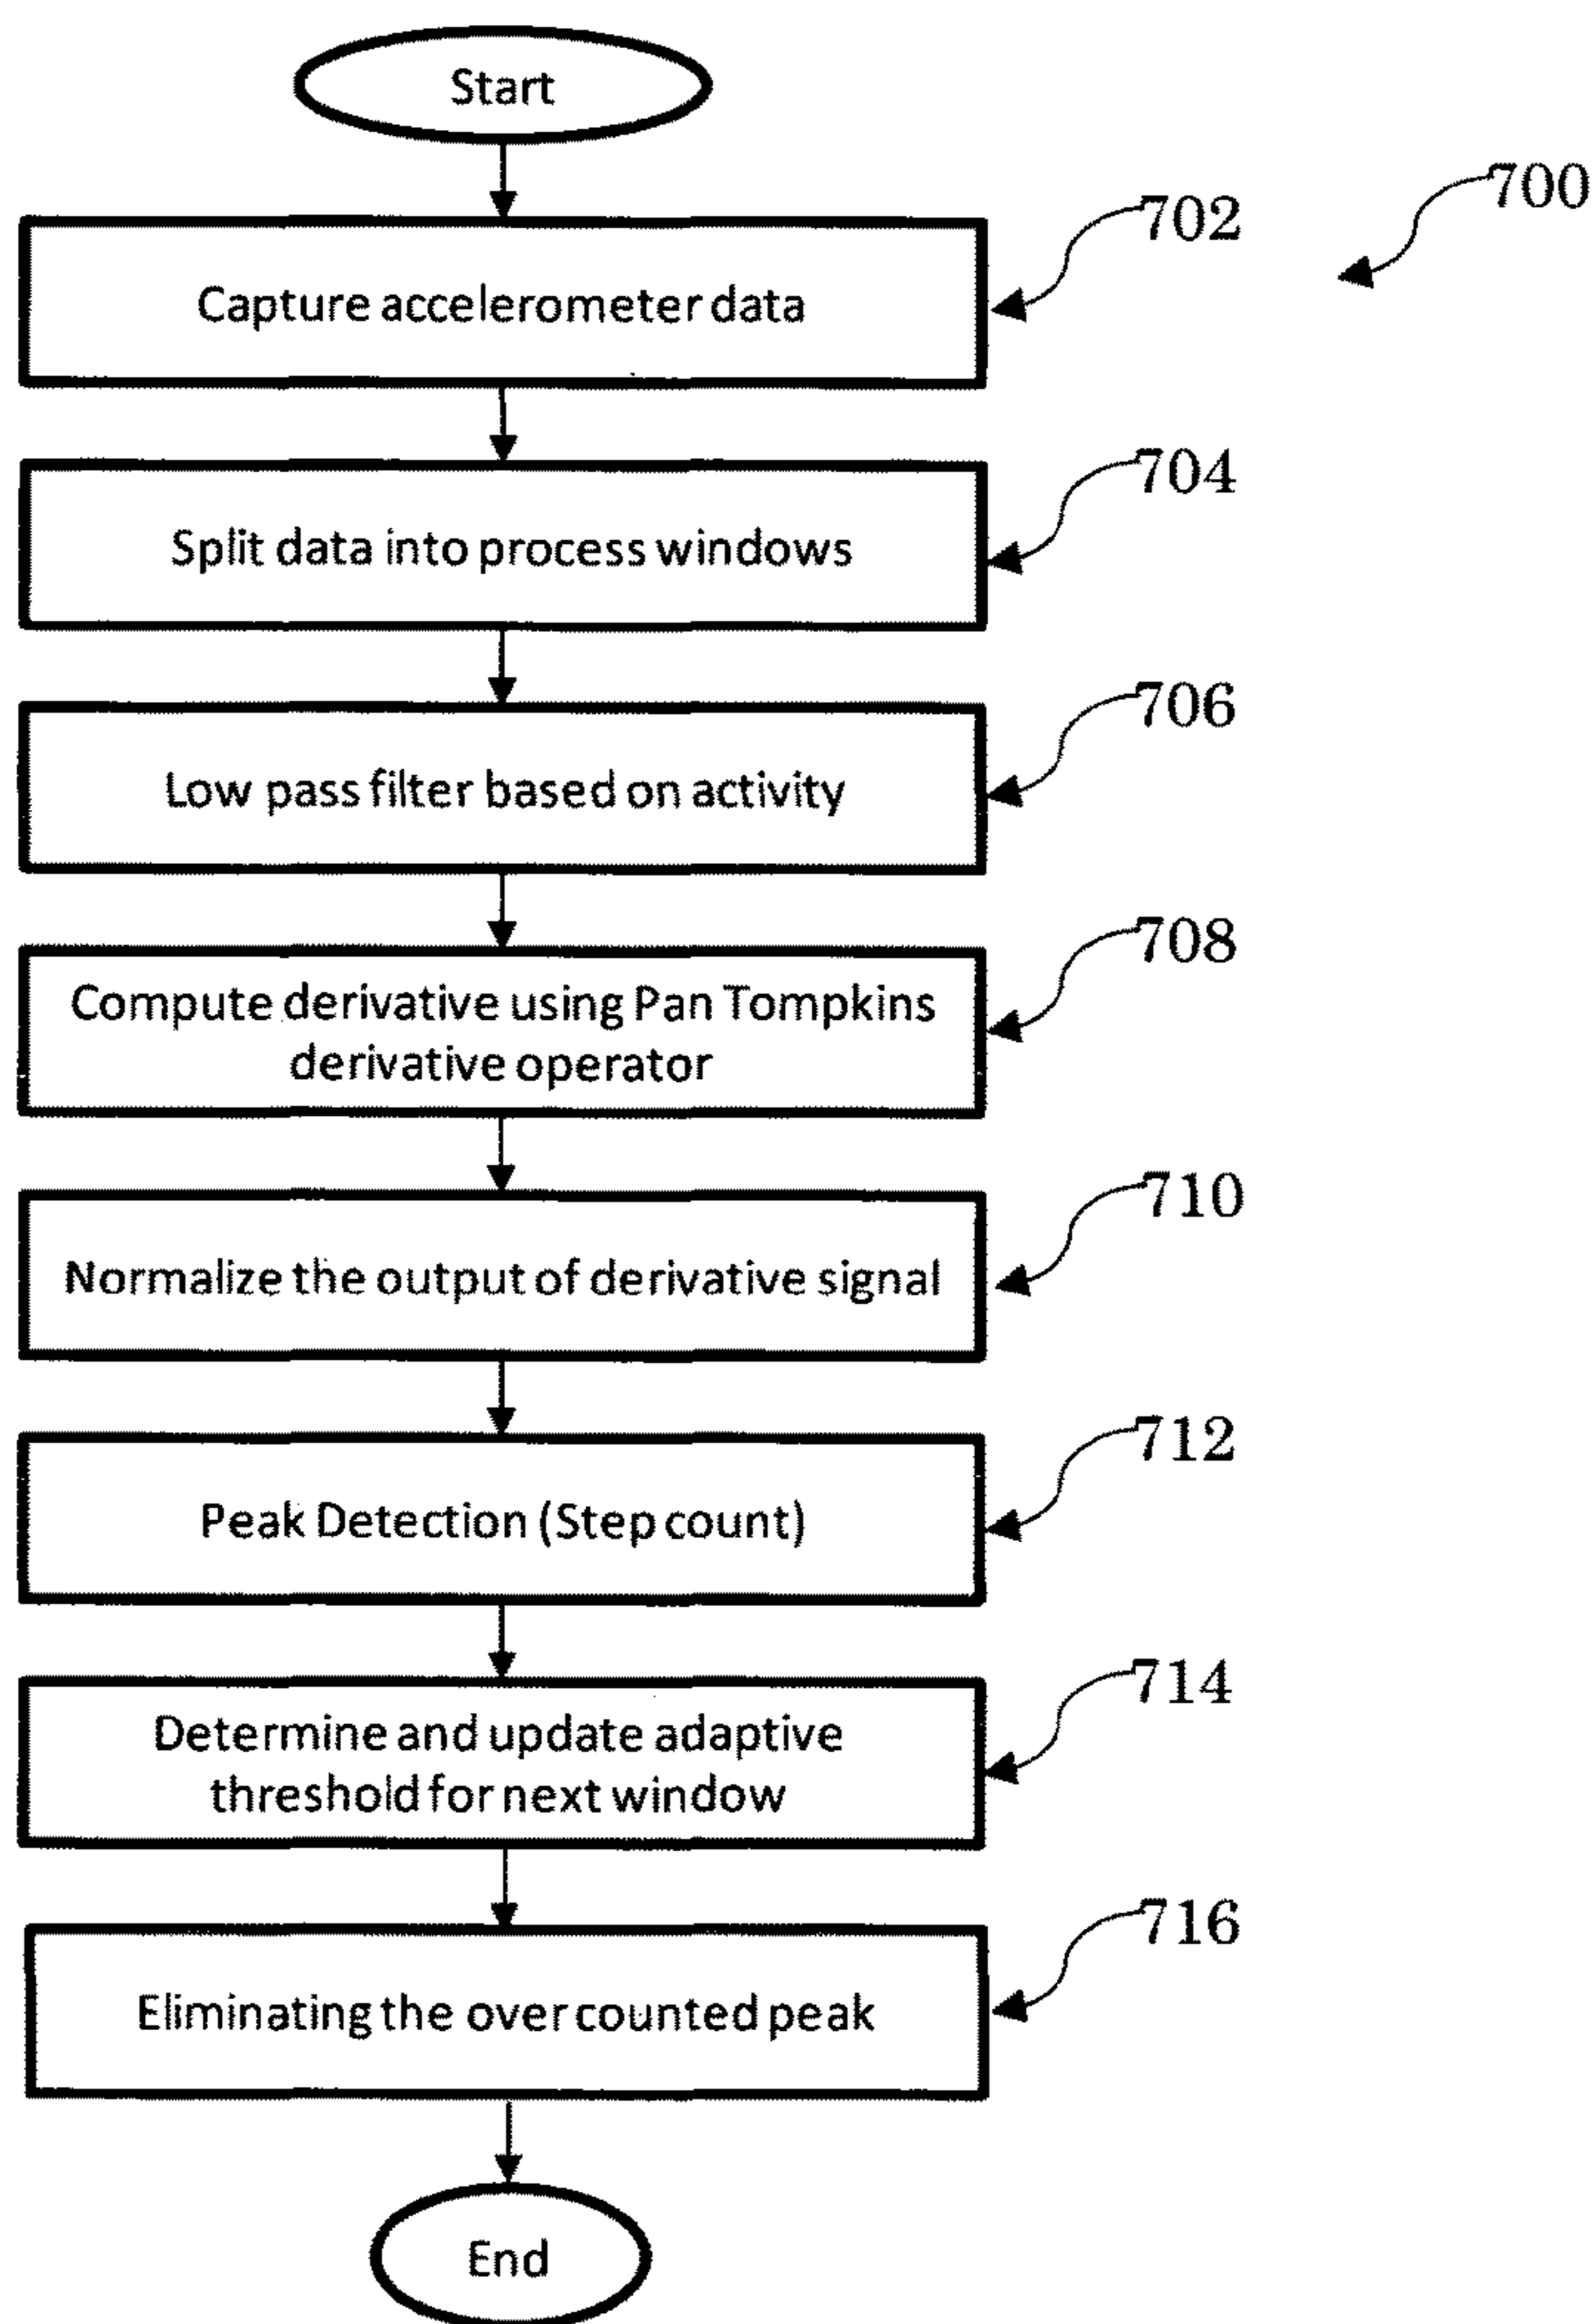 Start
700
702
Capture accelerometer data
704
Split data into process windows
706
Low pass filter based on activity
708
Compute derivative using Pan Tompkins
derivative operator
710
Normalize the output of derivative signal
712
Peak Detection (Step count)
714
Determine and update adaptive
threshold for next window
716
Eliminating the over counted peak
End